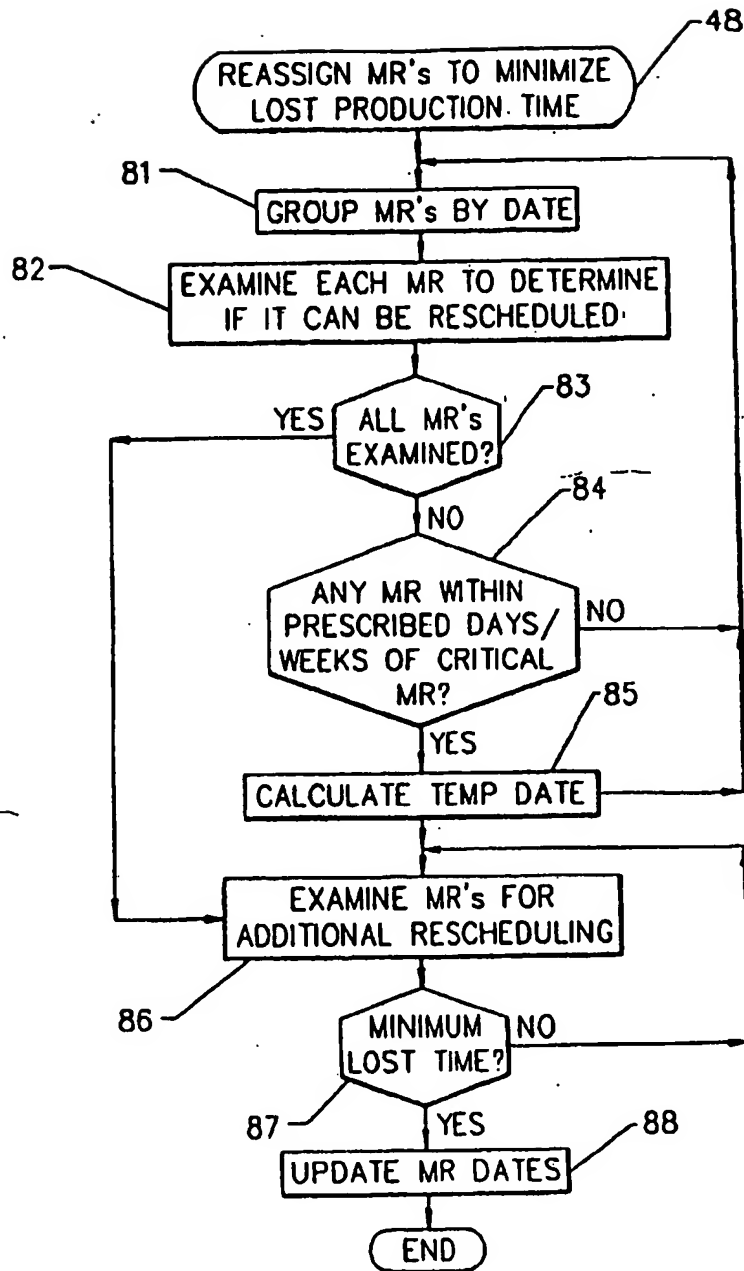 48
REASSIGN MR's TO MINIMIZE
LOST PRODUCTION TIME
81
GROUP MR's BY DATE
82
EXAMINE EACH MR TO DETERMINE
IF IT CAN BE RESCHEDULED
83
YES
ALL MR's
EXAMINED?
NO
84
ANY MR WITHIN
PRESCRIBED DAYS/
WEEKS OF CRITICAL
MR?
NO
YES
85
CALCULATE TEMP DATE
EXAMINE MR's FOR
ADDITIONAL RESCHEDULING
86
MINIMUM
LOST TIME?
NO
87
YES
88
UPDATE MR DATES
END